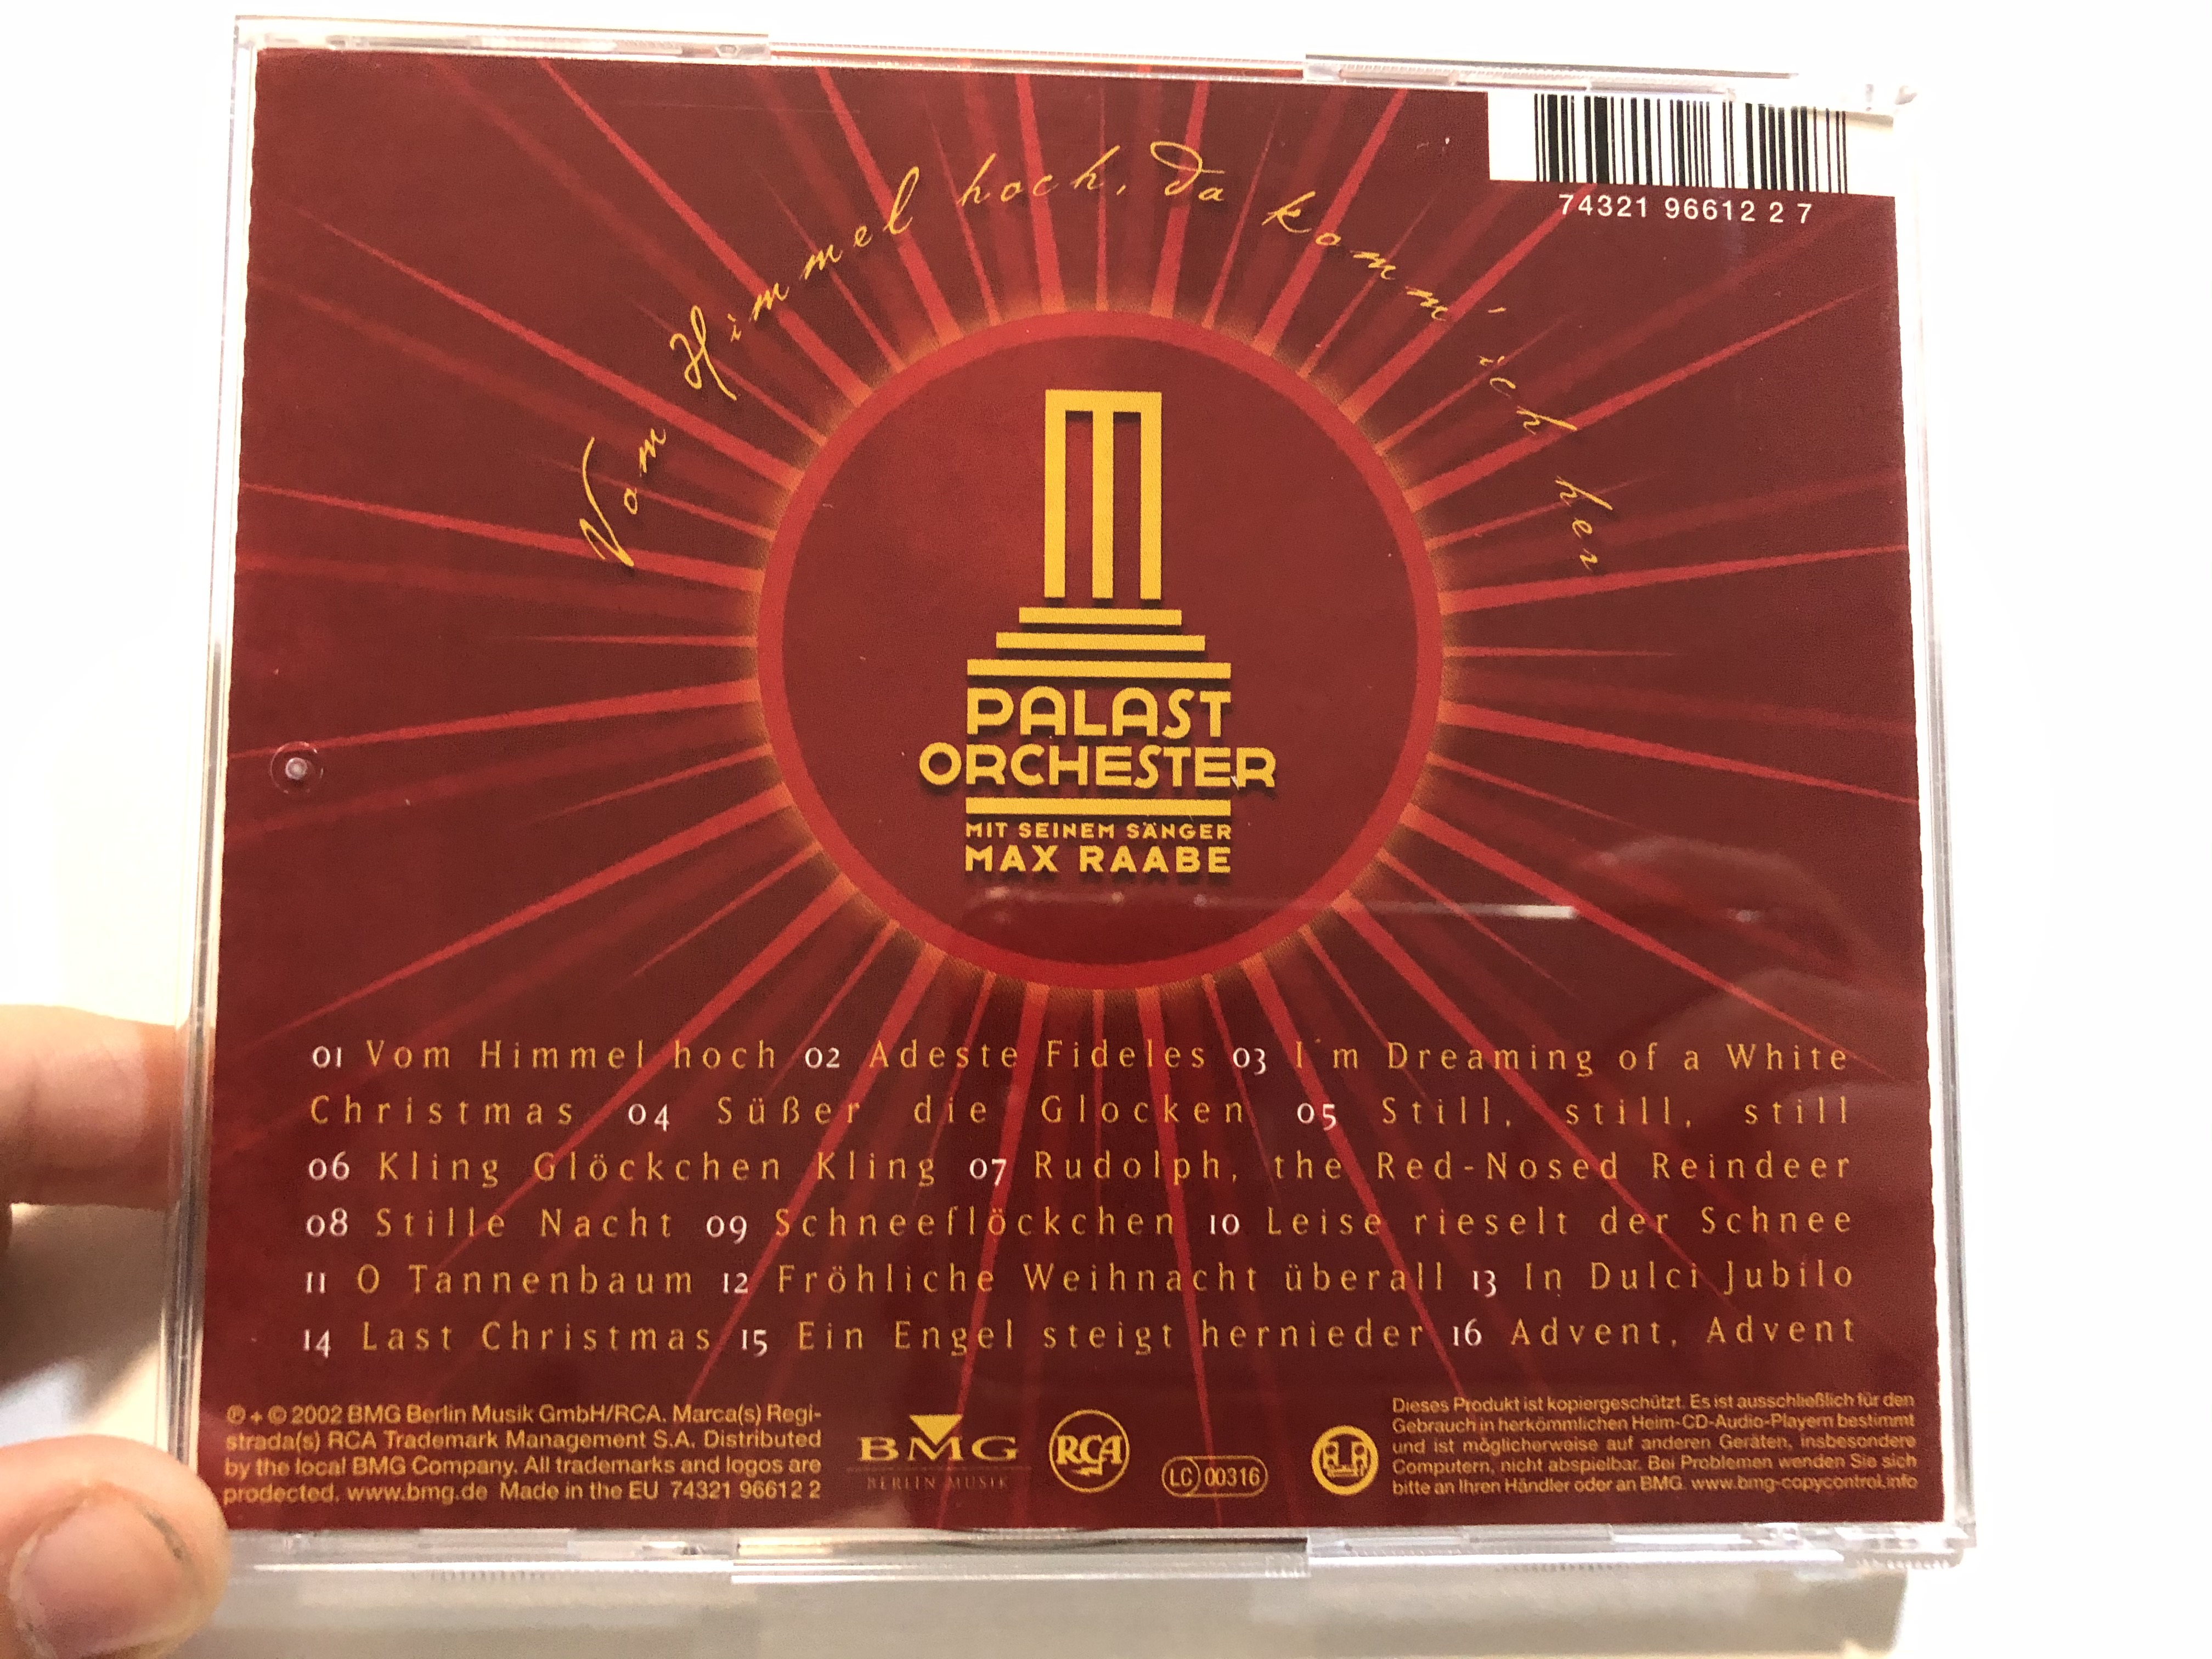 Vom Himmel hoch, da komm' ich her
74321 96612 2 7
PALAST
ORCHESTER
MIT SEINEM SÄNGER
MAX RAABE
01 Vom Himmel hoch 02 Adeste Fideles 03 I´m Dreaming of a White
Christmas 04 Süßer die Glocken 05 Still, still, still
06 Kling Glöckchen Kling 07 Rudolph, the Red-Nosed Reindeer
08 Stille Nacht 09 Schneeflöckchen 10 Leise rieselt der Schnee
11 O Tannenbaum 12 Fröhliche Weihnacht überall 13 In Dulci Jubilo
14 Last Christmas 15 Ein Engel steigt hernieder 16 Advent, Advent
℗ + © 2002 BMG Berlin Musik GmbH/RCA. Marca(s) Regi-
strada(s) RCA Trademark Management S.A. Distributed
by the local BMG Company. All trademarks and logos are
prodected. www.bmg.de Made in the EU 74321 96612 2
BMG
BERLIN MUSIK
RCA
LC 00316
Dieses Produkt ist kopiergeschützt. Es ist ausschließlich für den
Gebrauch in herkömmlichen Heim-CD-Audio-Playern bestimmt
und ist möglicherweise auf anderen Geräten, insbesondere
Computern, nicht abspielbar. Bei Problemen wenden Sie sich
bitte an Ihren Händler oder an BMG. www.bmg-copycontrol.info